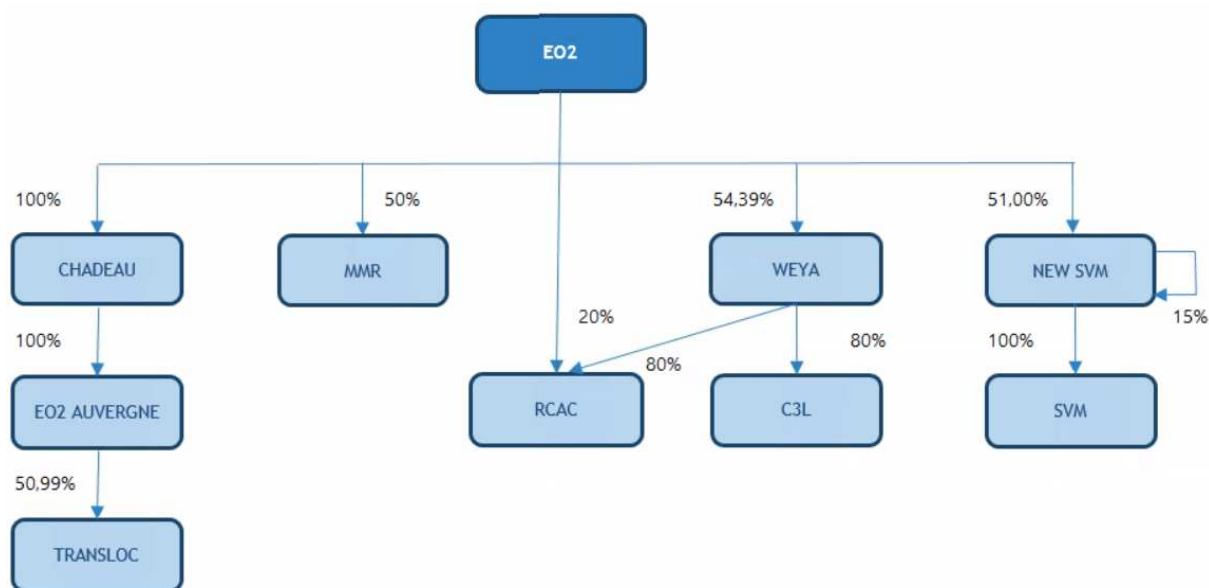 EO2
100%
50%
54,39%
51,00%
CHADEAU
MMR
WEYA
NEW SVM
100%
20%
80%
80%
100%
15%
EO2 AUVERGNE
RCAC
C3L
SVM
50,99%
TRANSLOC